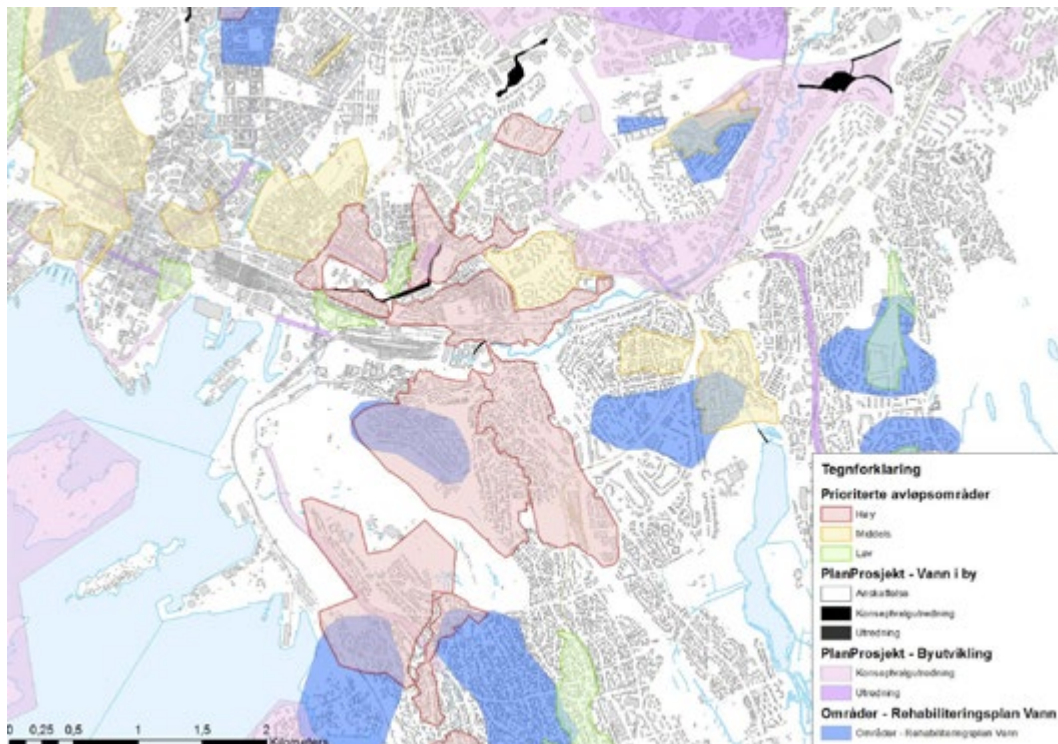 Tegnforklaring
Prioriterte avløpsområder
Høy
Middels
Lav
PlanProsjekt - Vann i by
Anskaffelse
Konseptvalgutredning
Utredning
PlanProsjekt - Byutvikling
Konseptvalgutredning
Utredning
Områder - Rehabiliteringsplan Vann
Områder - Rehabiliteringsplan Vann
0 0,25 0,5 1 1,5 2
Kilometers